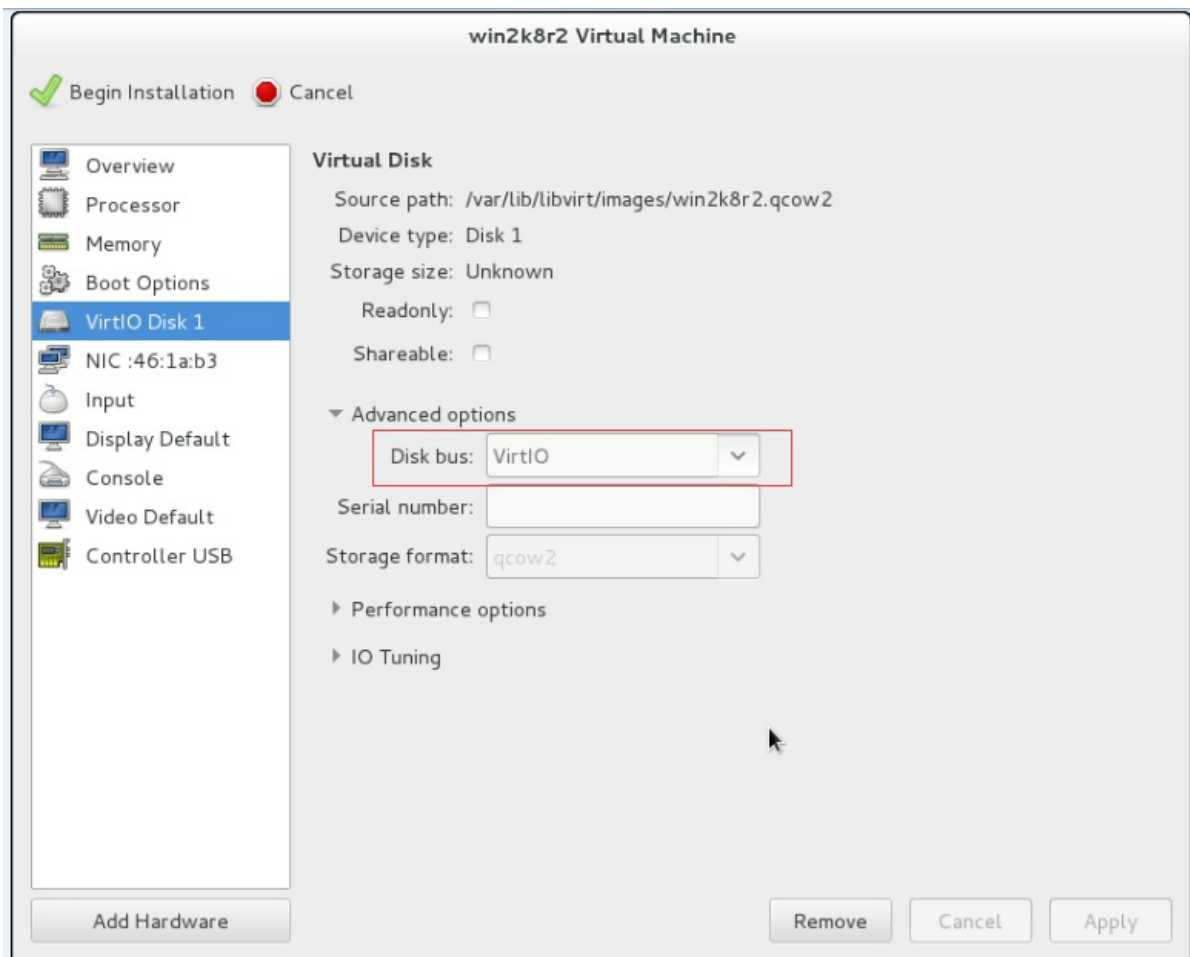 win2k8r2 Virtual Machine
Begin Installation Cancel
Overview
Processor
Memory
Boot Options
VirtIO Disk 1
NIC :46:1a:b3
Input
Display Default
Console
Video Default
Controller USB
Add Hardware
Virtual Disk
Source path: /var/lib/libvirt/images/win2k8r2.qcow2
Device type: Disk 1
Storage size: Unknown
Readonly:
Shareable:
Advanced options
Disk bus: VirtIO
Serial number:
Storage format: qcow2
Performance options
IO Tuning
Remove Cancel Apply